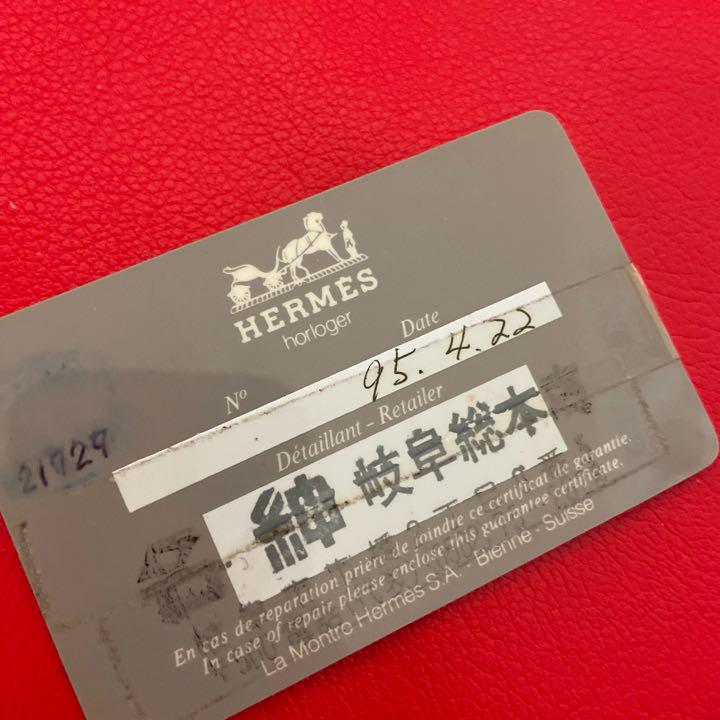 HERMÈS
horloger
Nº
Date
95. 4. 22
21729
Détaillant - Retailer
紳 岐阜総本
En cas de reparation prière de joindre ce certificat de garantie.
In case of repair please enclose this guarantee certificate.
La Montre Hermès S.A. Bienne - Suisse